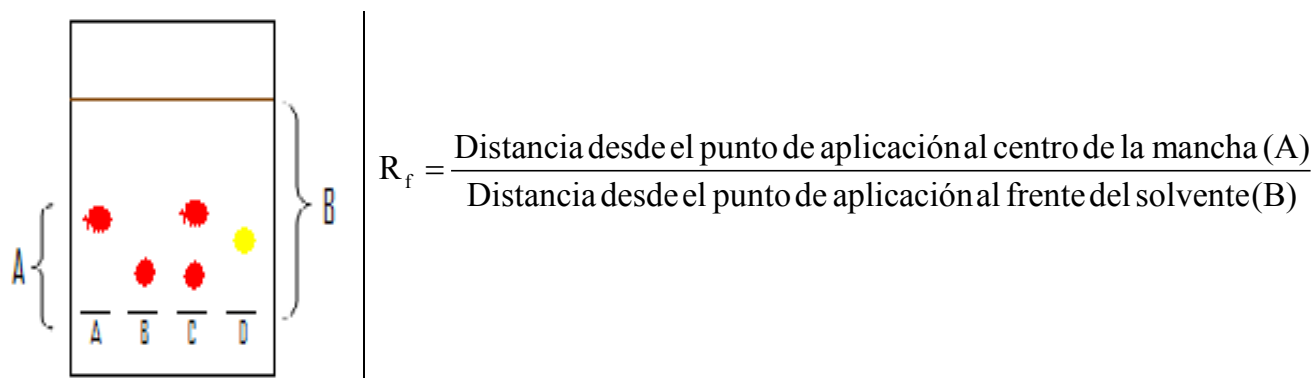 A
B
A B C D
R_f = Distancia desde el punto de aplicación al centro de la mancha (A)
Distancia desde el punto de aplicación al frente del solvente (B)